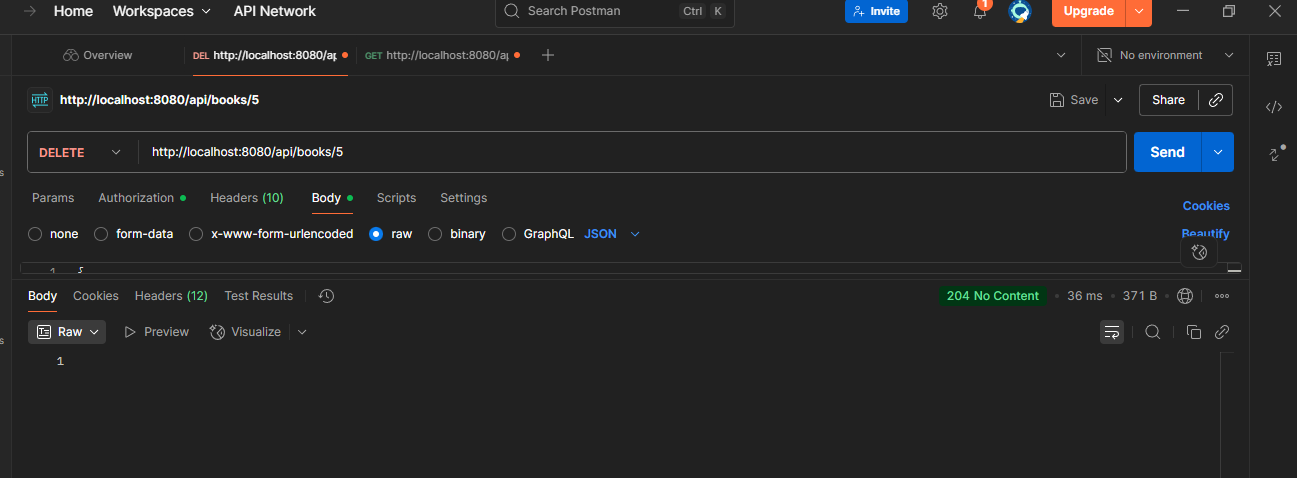 Home Workspaces API Network Search Postman Ctrl K Invite 1 Upgrade
Overview DEL http://localhost:8080/ap GET http://localhost:8080/ap No environment
HTTP http://localhost:8080/api/books/5 Save Share
DELETE http://localhost:8080/api/books/5 Send
Params Authorization Headers (10) Body Scripts Settings Cookies
none form-data x-www-form-urlencoded raw binary GraphQL JSON Beautify
1 {
Body Cookies Headers (12) Test Results 204 No Content 36 ms 371 B
Raw Preview Visualize
1